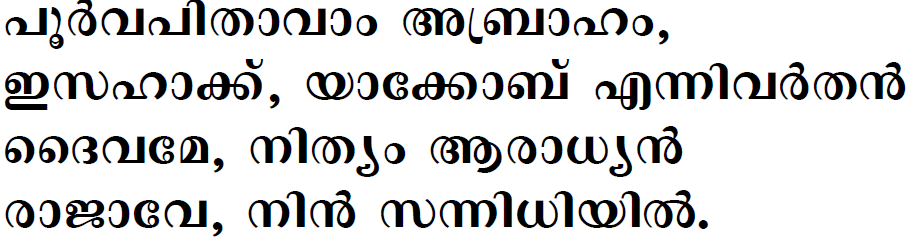 പൂർവപിതാവാം അബ്രാഹം,
ഇസഹാക്ക്, യാക്കോബ് എന്നിവർതൻ
ദൈവമേ, നിത്യം ആരാധ്യൻ
രാജാവേ, നിൻ സന്നിധിയിൽ.